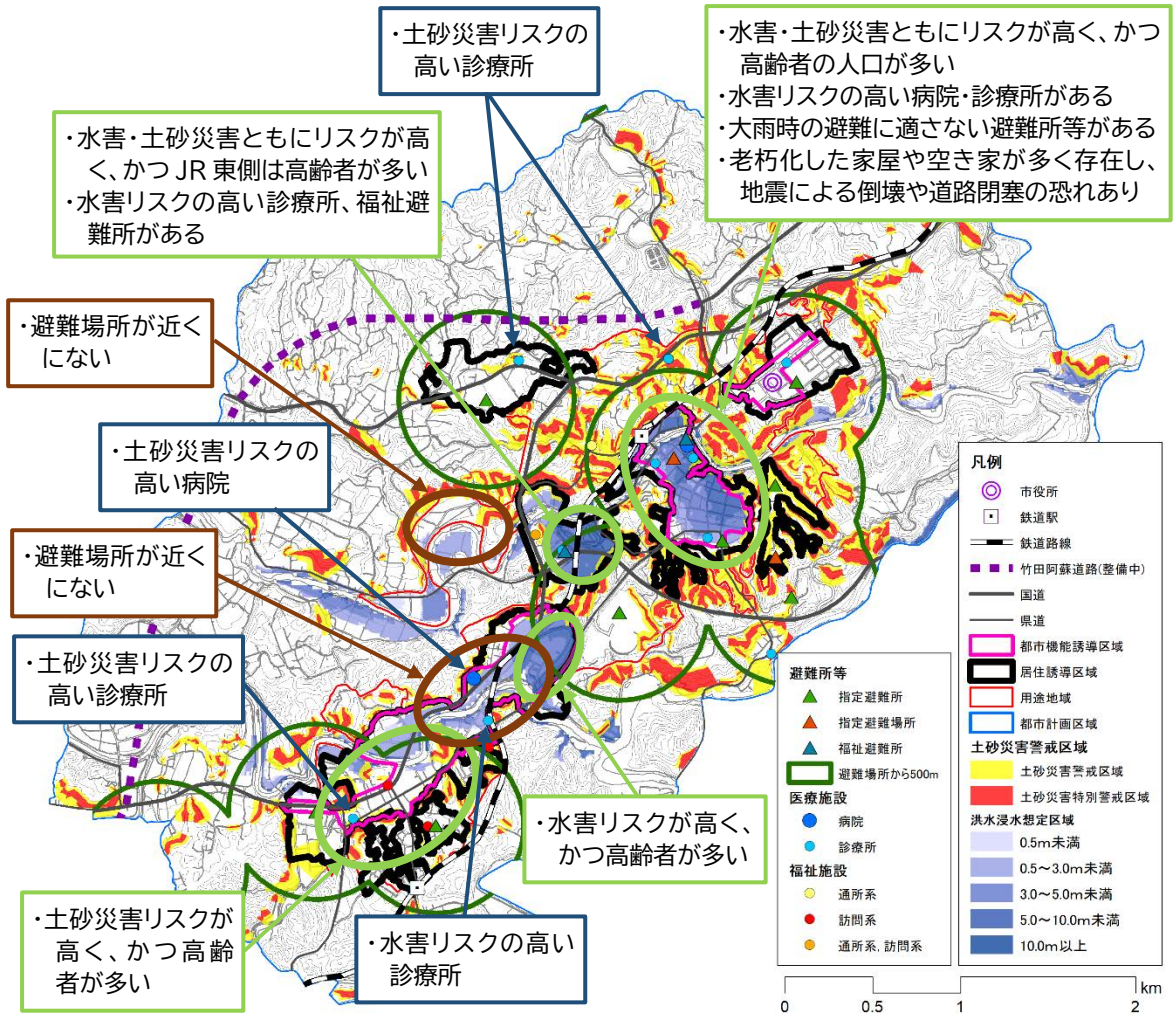 ・土砂災害リスクの
高い診療所
・水害・土砂災害ともにリスクが高く、かつ
高齢者の人口が多い
・水害リスクの高い病院・診療所がある
・大雨時の避難に適さない避難所等がある
・老朽化した家屋や空き家が多く存在し、
地震による倒壊や道路閉塞の恐れあり
・水害・土砂災害ともにリスクが高
く、かつ JR 東側は高齢者が多い
・水害リスクの高い診療所、福祉避
難所がある
・避難場所が近く
にない
・土砂災害リスクの
高い病院
・避難場所が近く
にない
・土砂災害リスクの
高い診療所
・土砂災害リスクが
高く、かつ高齢
者が多い
・水害リスクの高い
診療所
・水害リスクが高く、
かつ高齢者が多い
避難所等
指定避難所
指定避難場所
福祉避難所
避難場所から500m
医療施設
病院
診療所
福祉施設
通所系
訪問系
通所系,訪問系
凡例
市役所
鉄道駅
鉄道路線
竹田阿蘇道路(整備中)
国道
県道
都市機能誘導区域
居住誘導区域
用途地域
都市計画区域
土砂災害警戒区域
土砂災害警戒区域
土砂災害特別警戒区域
洪水浸水想定区域
0.5m未満
0.5～3.0m未満
3.0～5.0m未満
5.0～10.0m未満
10.0m以上
0 0.5 1 2 km